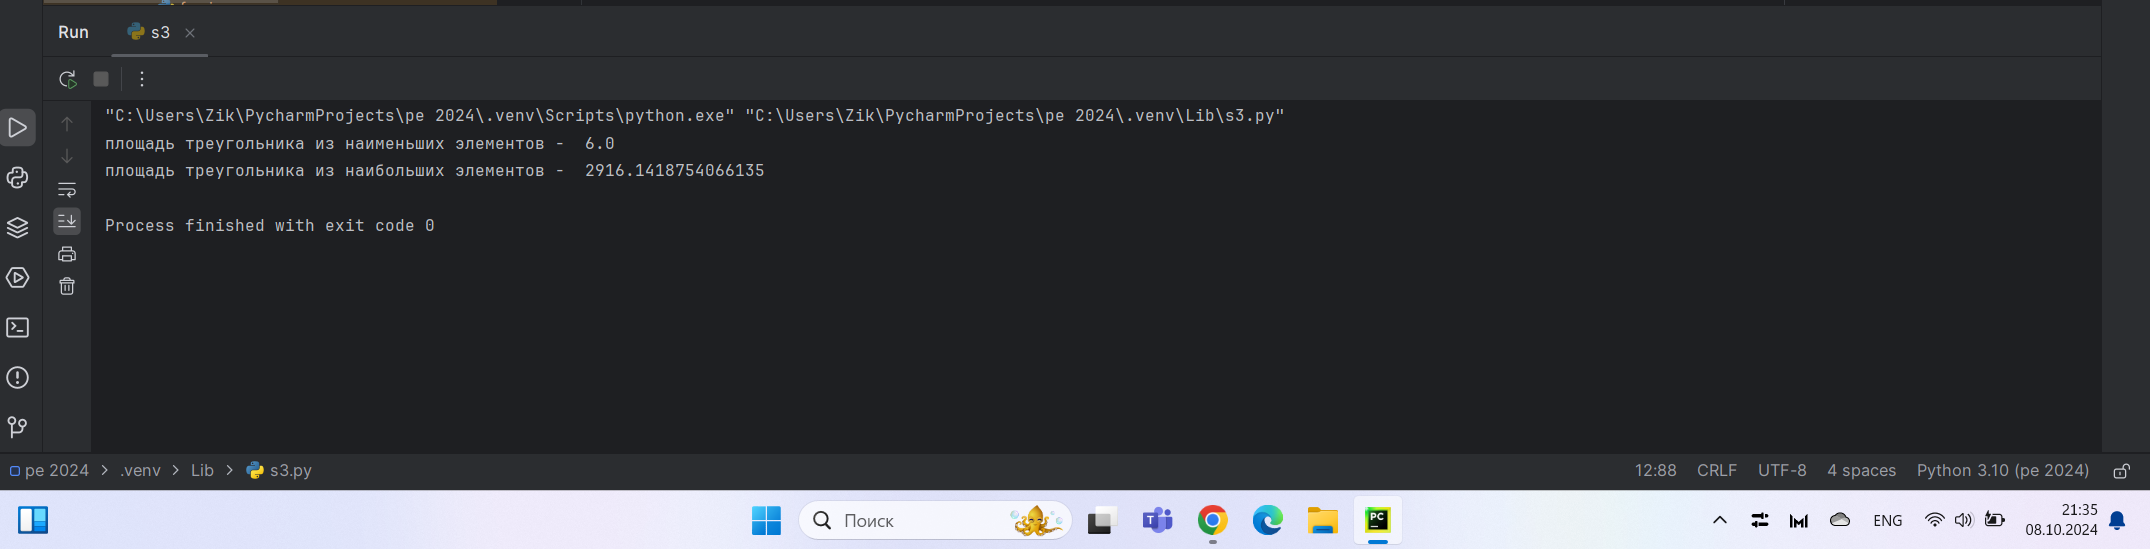 Run
s3
"C:\Users\Zik\PycharmProjects\pe 2024\.venv\Scripts\python.exe" "C:\Users\Zik\PycharmProjects\pe 2024\.venv\Lib\s3.py"
площадь треугольника из наименьших элементов -  6.0
площадь треугольника из наибольших элементов -  2916.1418754066135
Process finished with exit code 0
pe 2024 > .venv > Lib > s3.py
12:88 CRLF UTF-8 4 spaces Python 3.10 (pe 2024)
Поиск
PC
ENG
21:35
08.10.2024